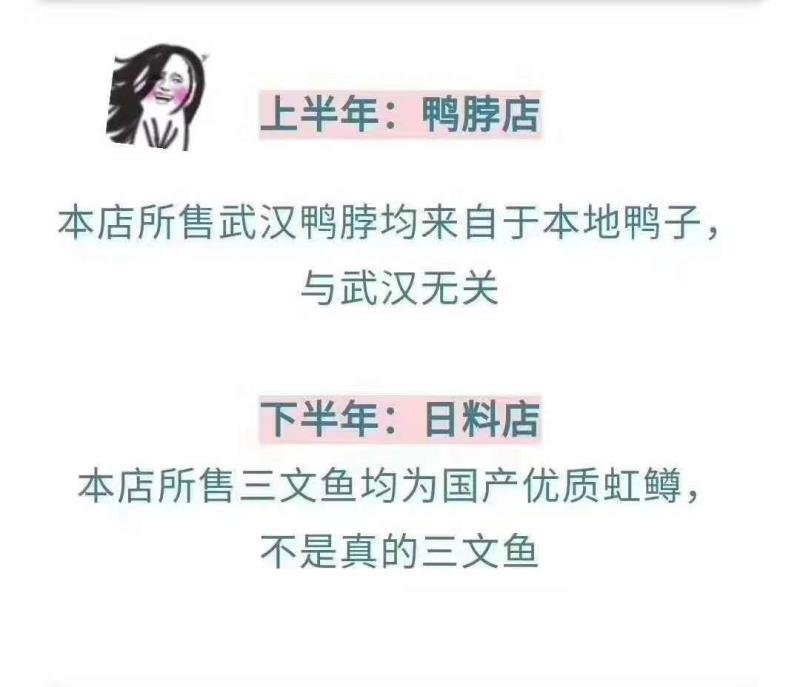 上半年：鸭脖店
本店所售武汉鸭脖均来自于本地鸭子，
与武汉无关
下半年：日料店
本店所售三文鱼均为国产优质虹鳟，
不是真的三文鱼